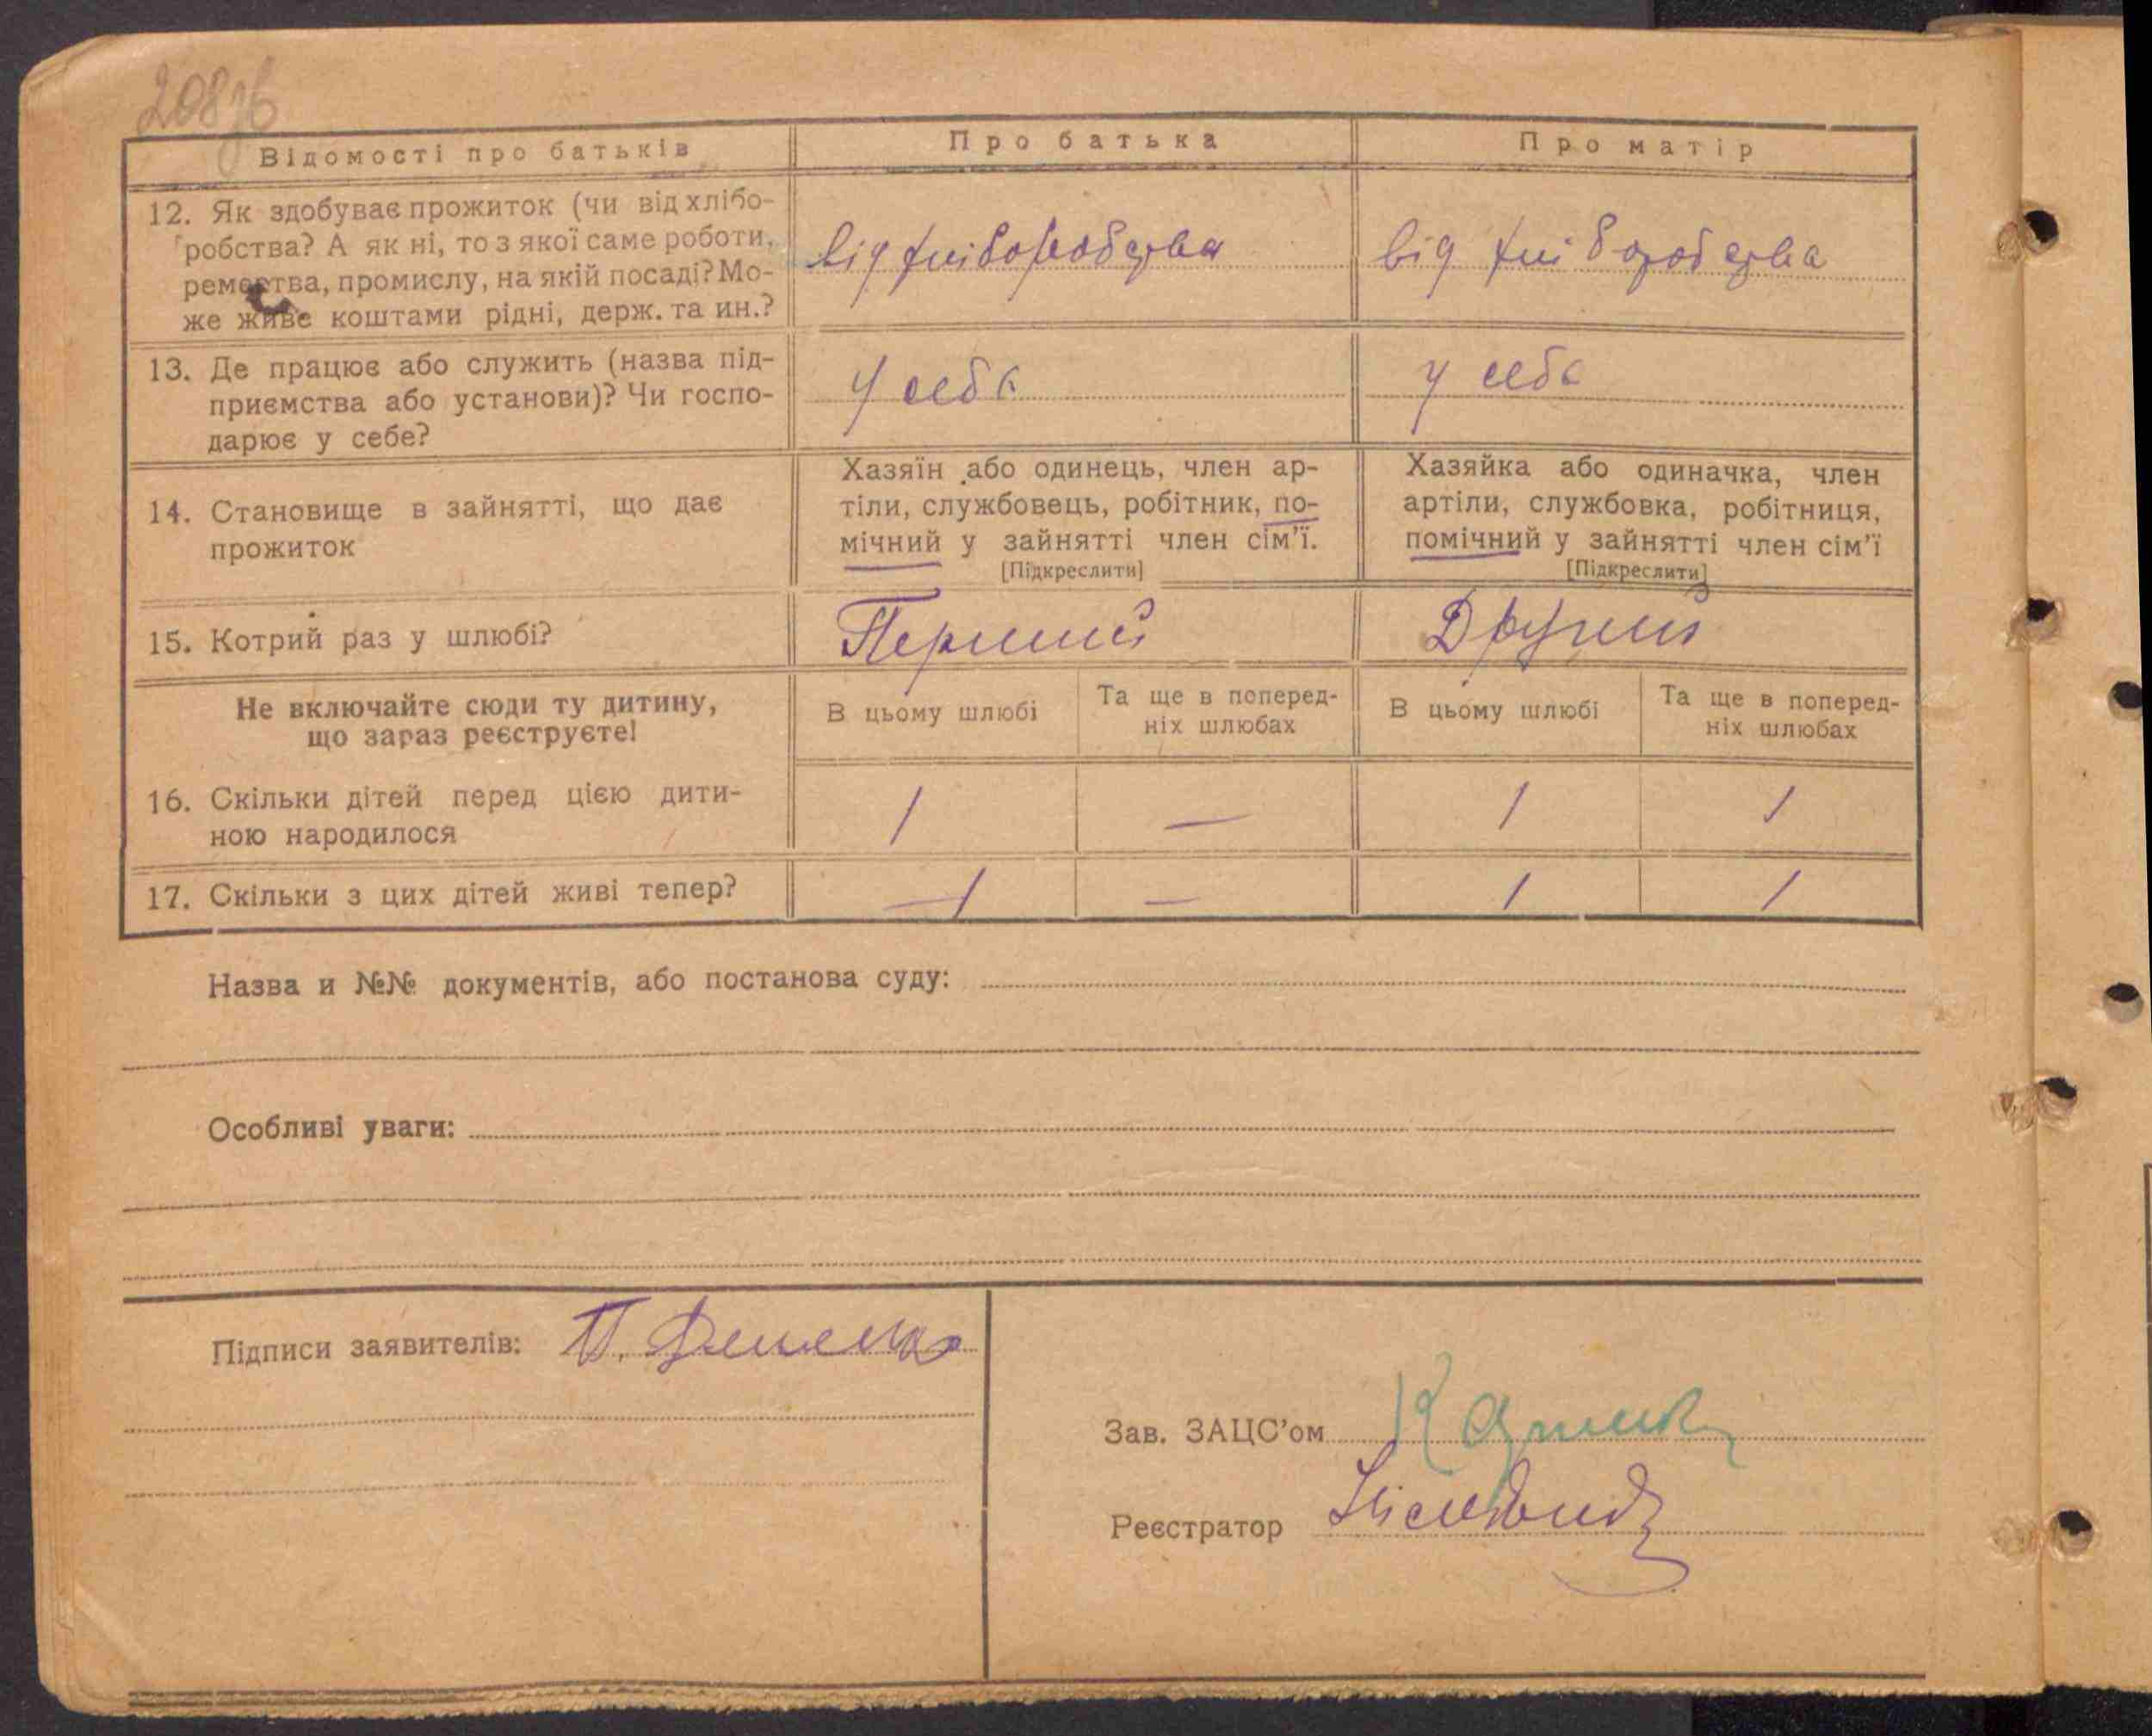 208зв
Відомості про батьків
Про батька
Про матір
12. Як здобуває прожиток (чи від хлібо-
робства? А як ні, то з якої саме роботи,
ремества, промислу, на якій посаді? Мо-
же живе коштами рідні, держ. та ин.?
від хліборобства
від хліборобства
13. Де працює або служить (назва під-
приємства або установи)? Чи госпо-
дарює у себе?
у себе
у себе
14. Становище в зайнятті, що дає
прожиток
Хазяїн або одинець, член ар-
тіли, службовець, робітник, по-
мічний у зайнятті член сім'ї.
[Підкреслити]
Хазяйка або одиначка, член
артіли, службовка, робітниця,
помічний у зайнятті член сім'ї
[Підкреслити]
15. Котрий раз у шлюбі?
Перший
Другий
Не включайте сюди ту дитину,
що зараз реєструєте!
В цьому шлюбі
Та ще в поперед-
ніх шлюбах
В цьому шлюбі
Та ще в поперед-
ніх шлюбах
16. Скільки дітей перед цією дити-
ною народилося
1
—
1
1
17. Скільки з цих дітей живі тепер?
1
—
1
1
Назва и №№ документів, або постанова суду:
Особливі уваги:
Підписи заявителів:
Зав. ЗАЦС'ом
Реєстратор